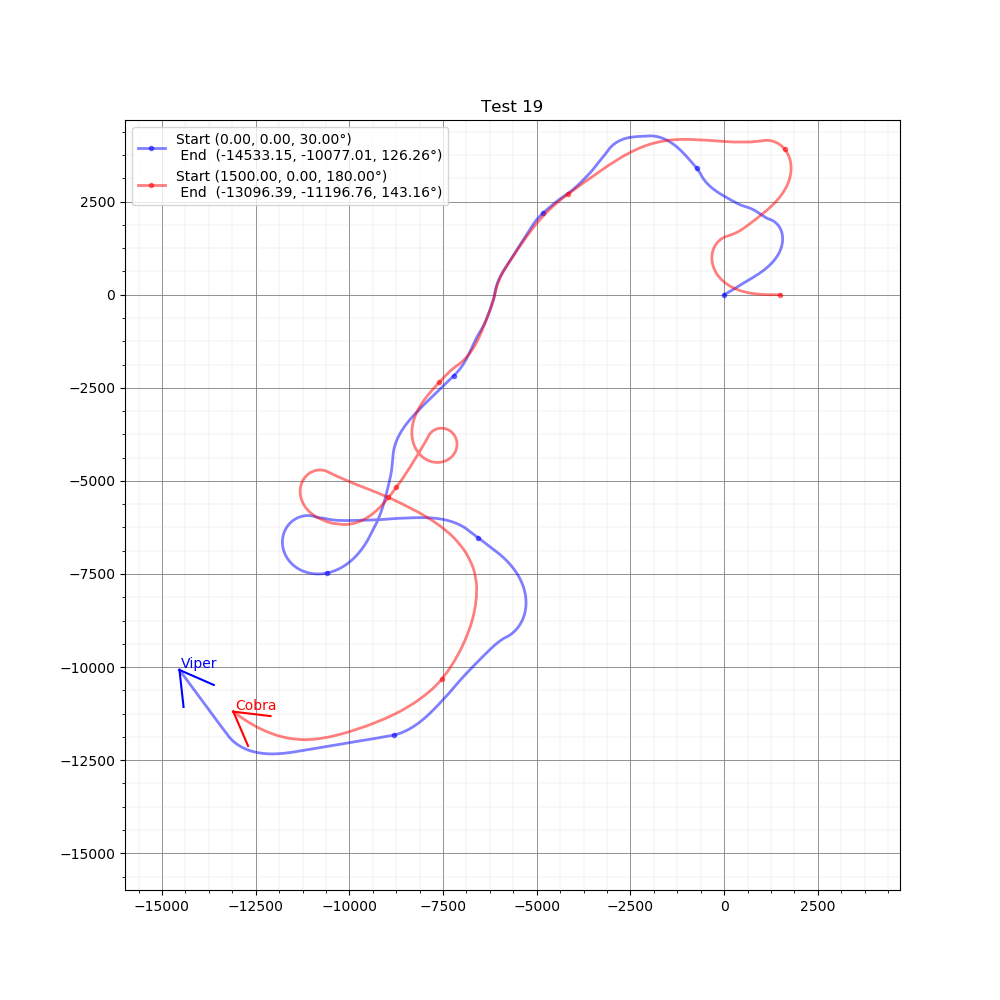 Test 19
Start (0.00, 0.00, 30.00°)
End (-14533.15, -10077.01, 126.26°)
Start (1500.00, 0.00, 180.00°)
End (-13096.39, -11196.76, 143.16°)
2500
0
−2500
−5000
−7500
−10000
−12500
−15000
Viper
Cobra
−15000 −12500 −10000 −7500 −5000 −2500 0 2500